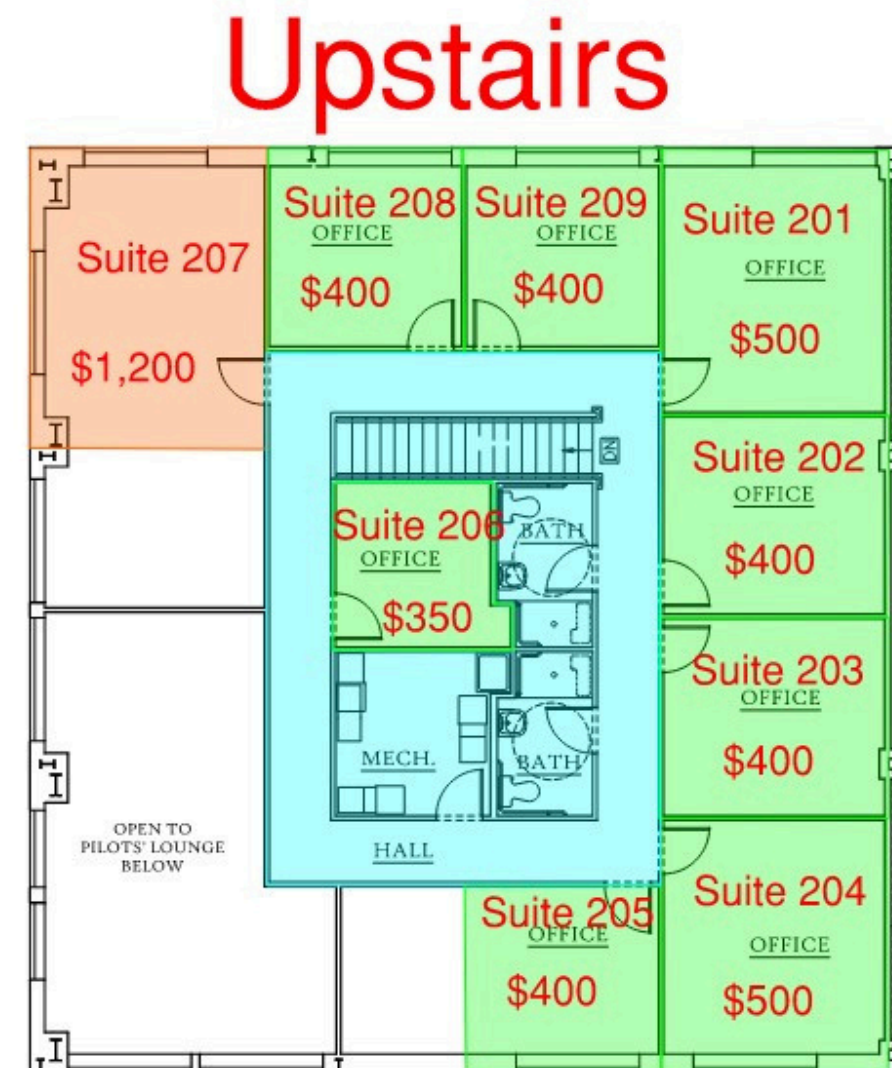 Upstairs
Suite 207
$1,200
Suite 208
OFFICE
$400
Suite 209
OFFICE
$400
Suite 201
OFFICE
$500
DN
Suite 202
OFFICE
$400
Suite 206
OFFICE
$350
BATH
Suite 203
OFFICE
$400
MECH.
BATH
HALL
OPEN TO
PILOTS' LOUNGE
BELOW
Suite 205
OFFICE
$400
Suite 204
OFFICE
$500